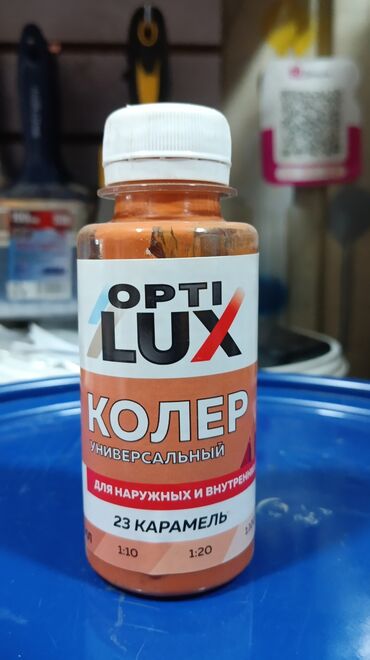 OPTI
LUX
КОЛЕР
УНИВЕРСАЛЬНЫЙ
ДЛЯ НАРУЖНЫХ И ВНУТРЕННИ
23 КАРАМЕЛЬ
1:10
1:20